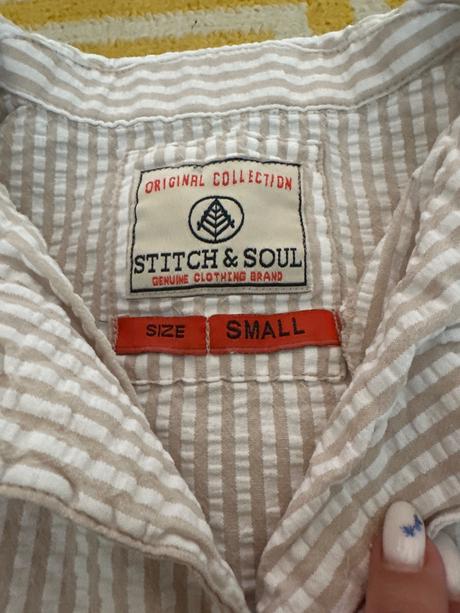 ORIGINAL COLLECTION
STITCH & SOUL
GENUINE CLOTHING BRAND
SIZE SMALL